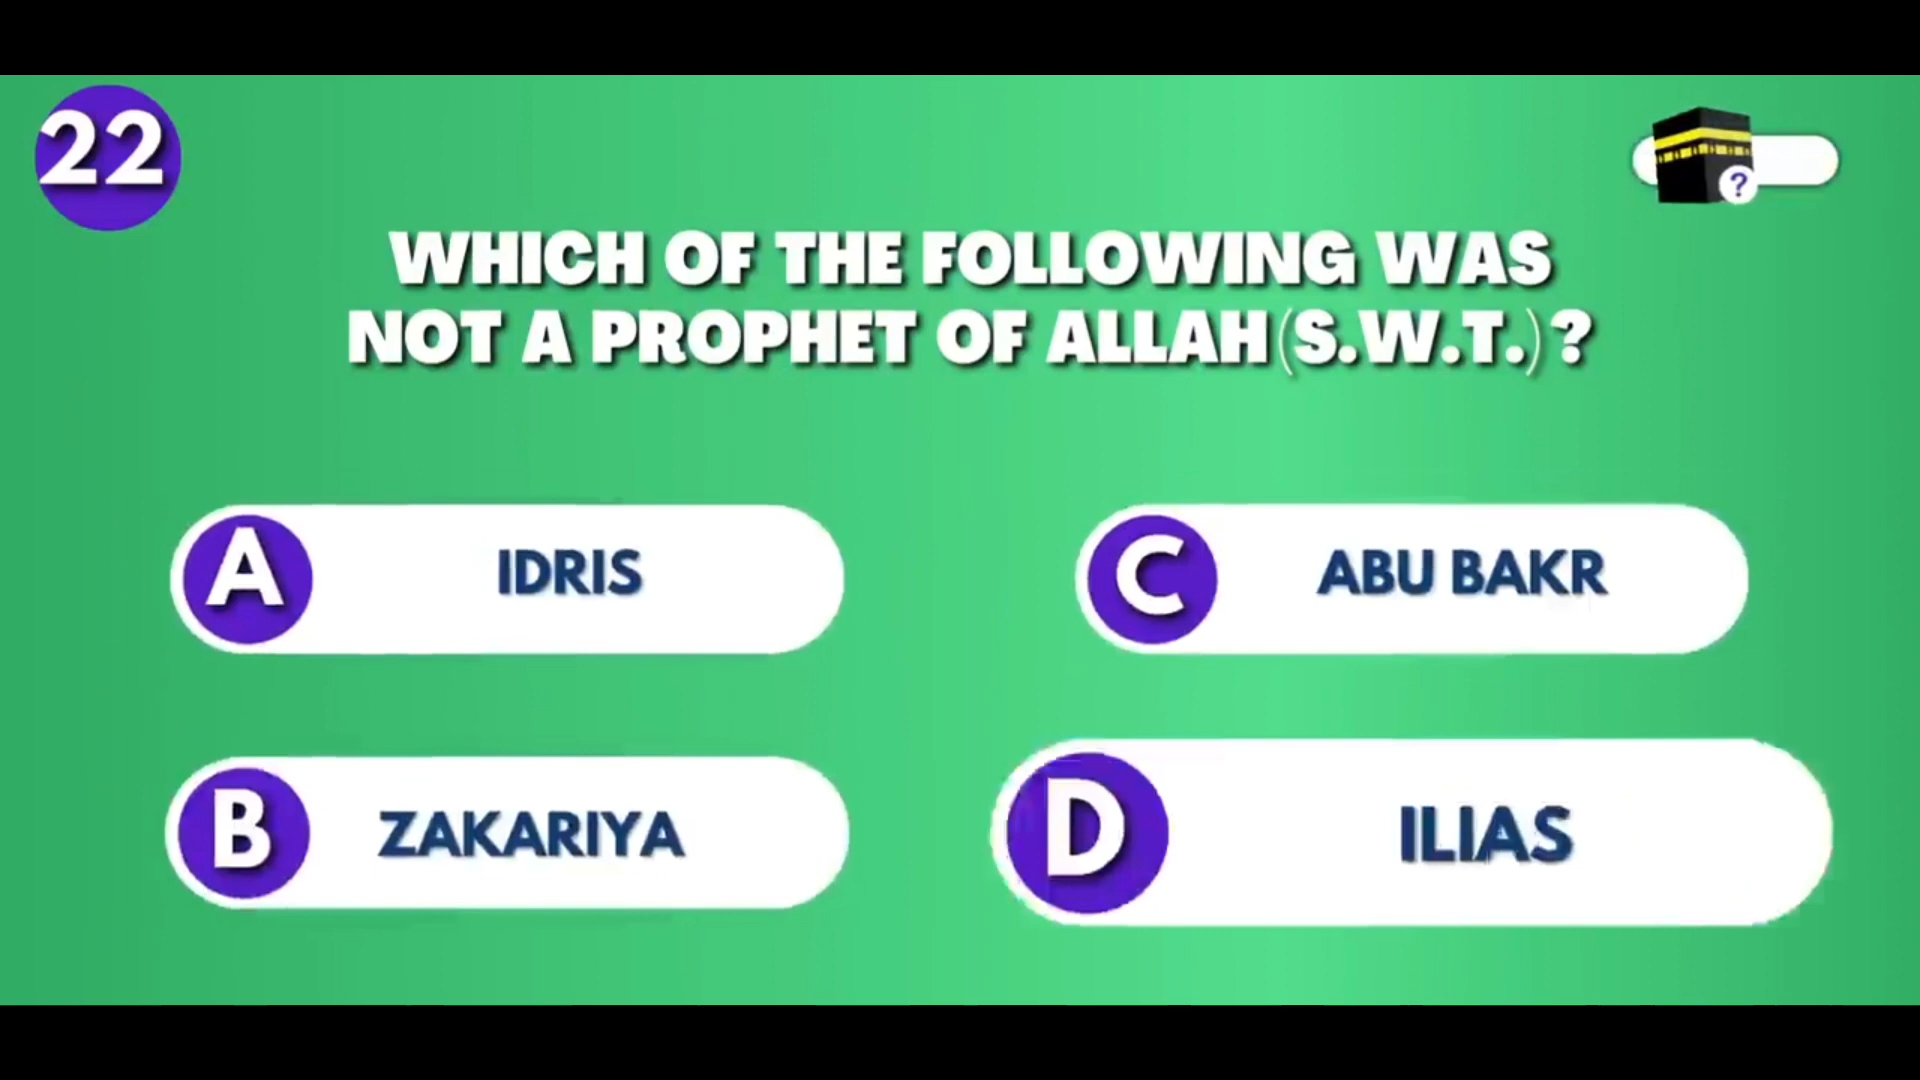 22
?
WHICH OF THE FOLLOWING WAS
NOT A PROPHET OF ALLAH(S.W.T.)?
A IDRIS
C ABU BAKR
B ZAKARIYA
D ILIAS